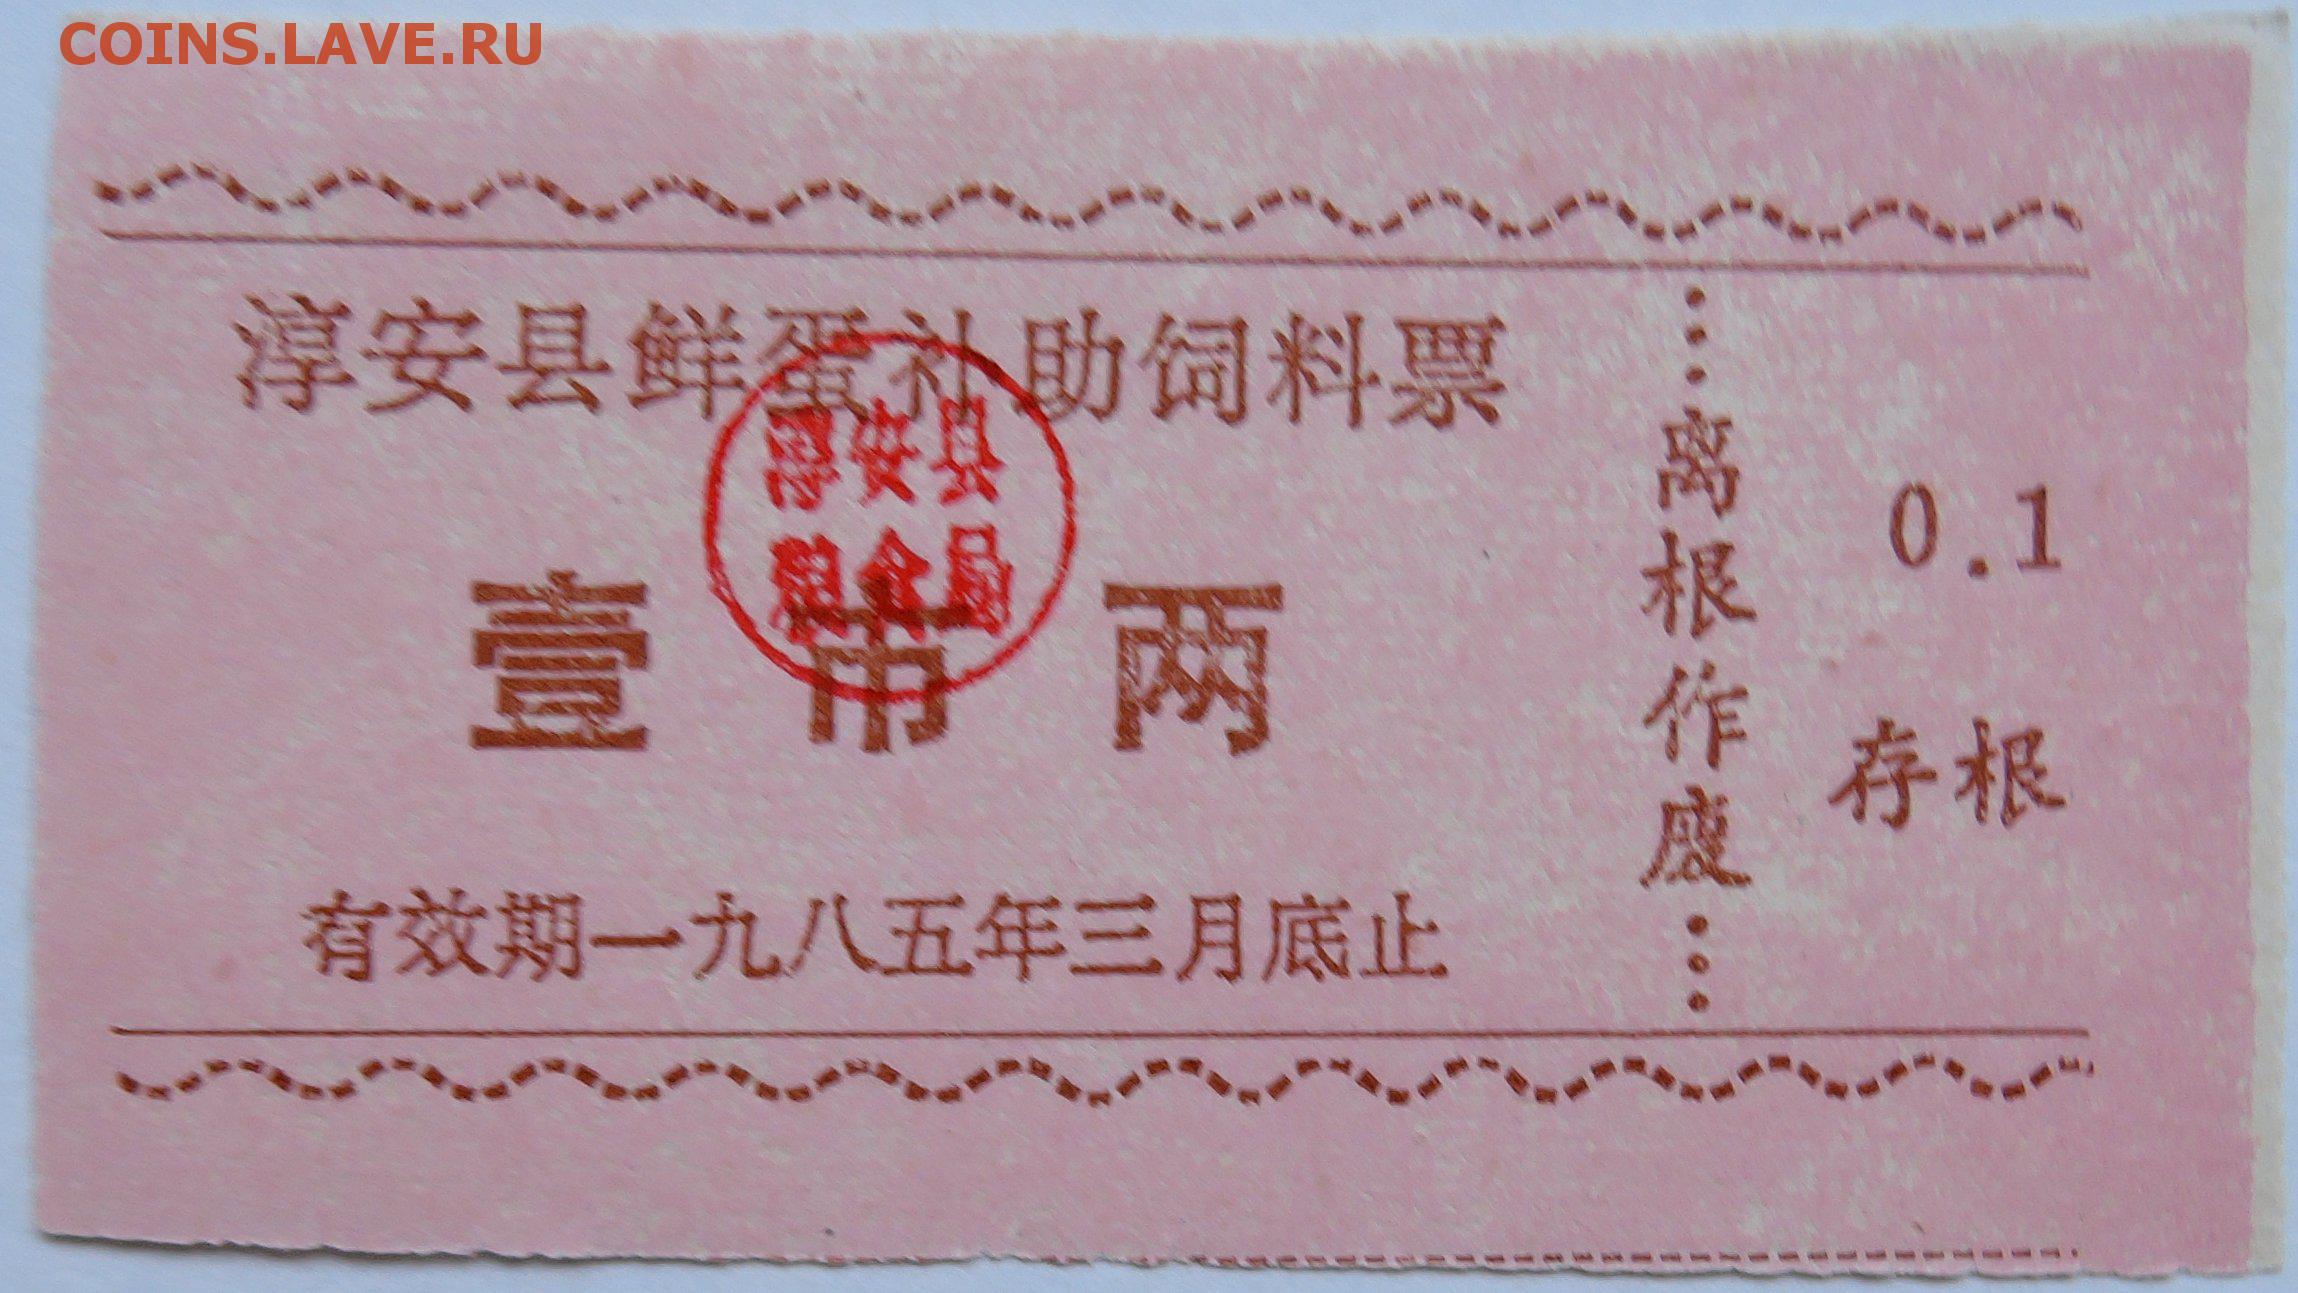 COINS.LAVE.RU
淳安县鲜蛋补助饲料票
淳安县
粮食局
壹市两
有效期一九八五年三月底止
离根作废
0.1
存根